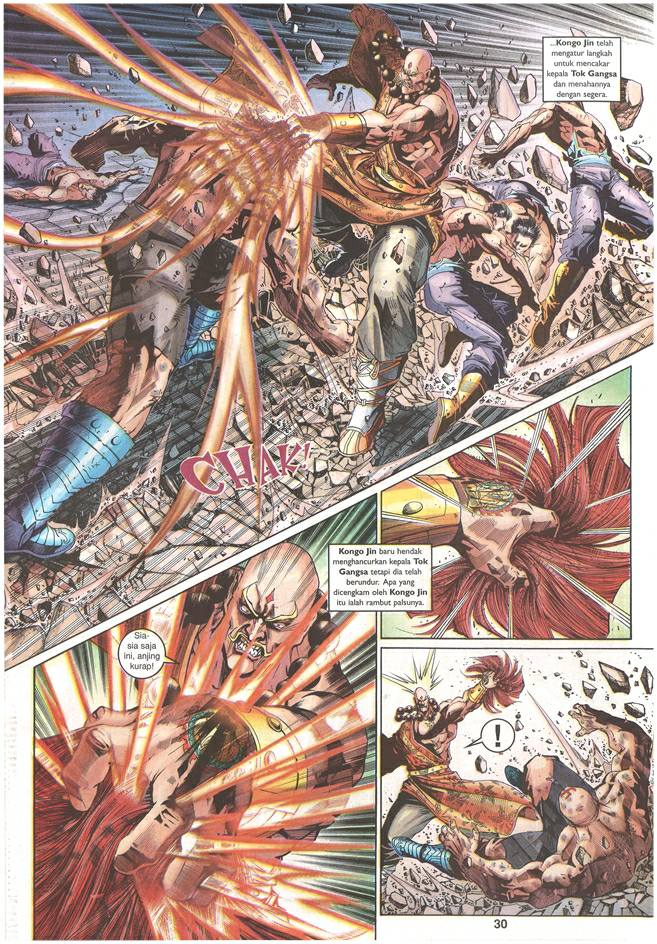 ...Kongo Jin telah
mengatur langkah
untuk mencakar
kepala Tok Gangsa
dan menahannya
dengan segera.
CHAK!
Kongo Jin baru hendak
menghancurkan kepala Tok
Gangsa tetapi dia telah
berundur. Apa yang
dicengkam oleh Kongo Jin
itu ialah rambut palsunya.
Sia-
sia saja
ini, anjing
kurap!
!
30